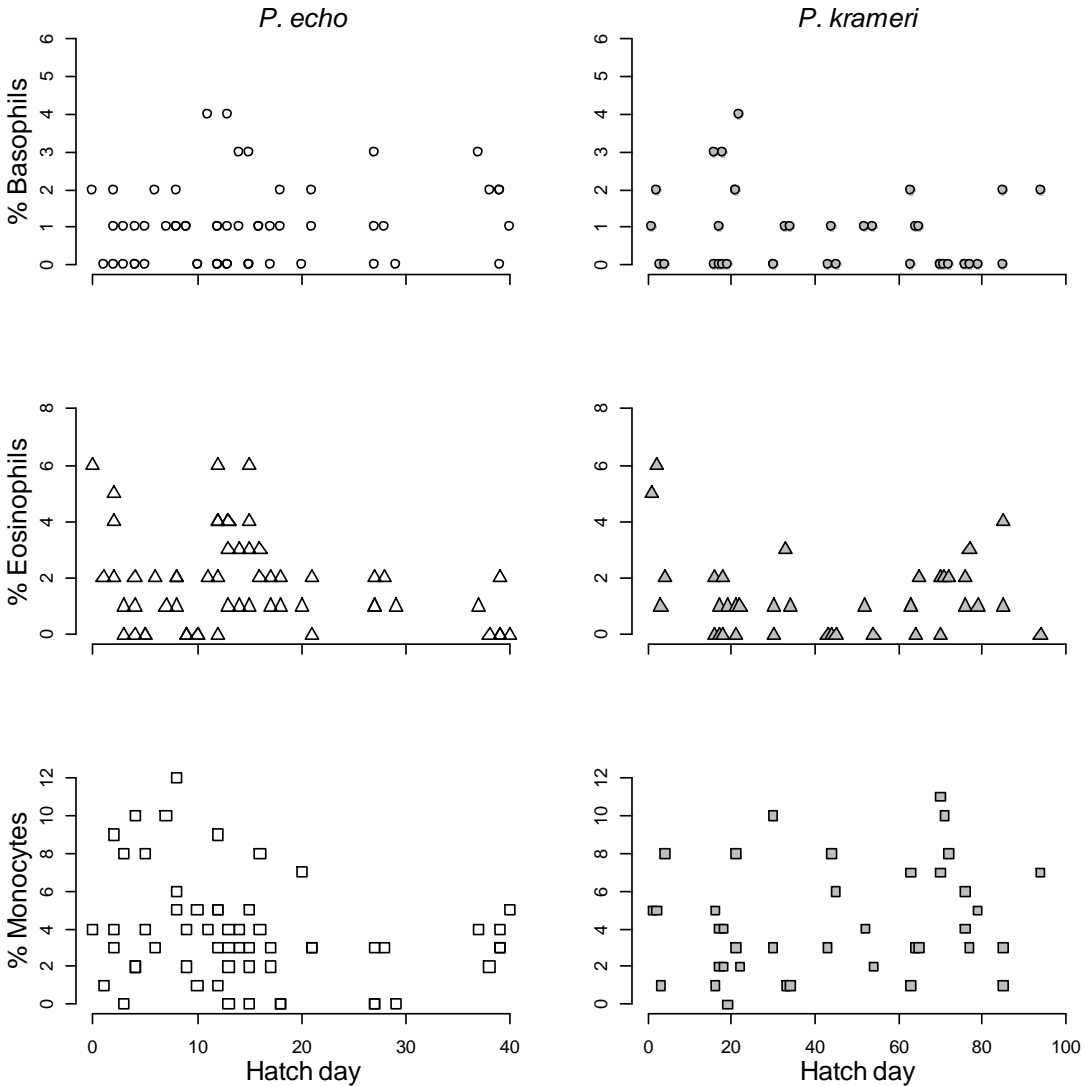 P. echo P. krameri
% Basophils
0 1 2 3 4 5 6
0 1 2 3 4 5 6
% Eosinophils
0 2 4 6 8
0 2 4 6 8
% Monocytes
0 2 4 6 8 10 12
0 2 4 6 8 10 12
0 10 20 30 40
0 20 40 60 80 100
Hatch day Hatch day